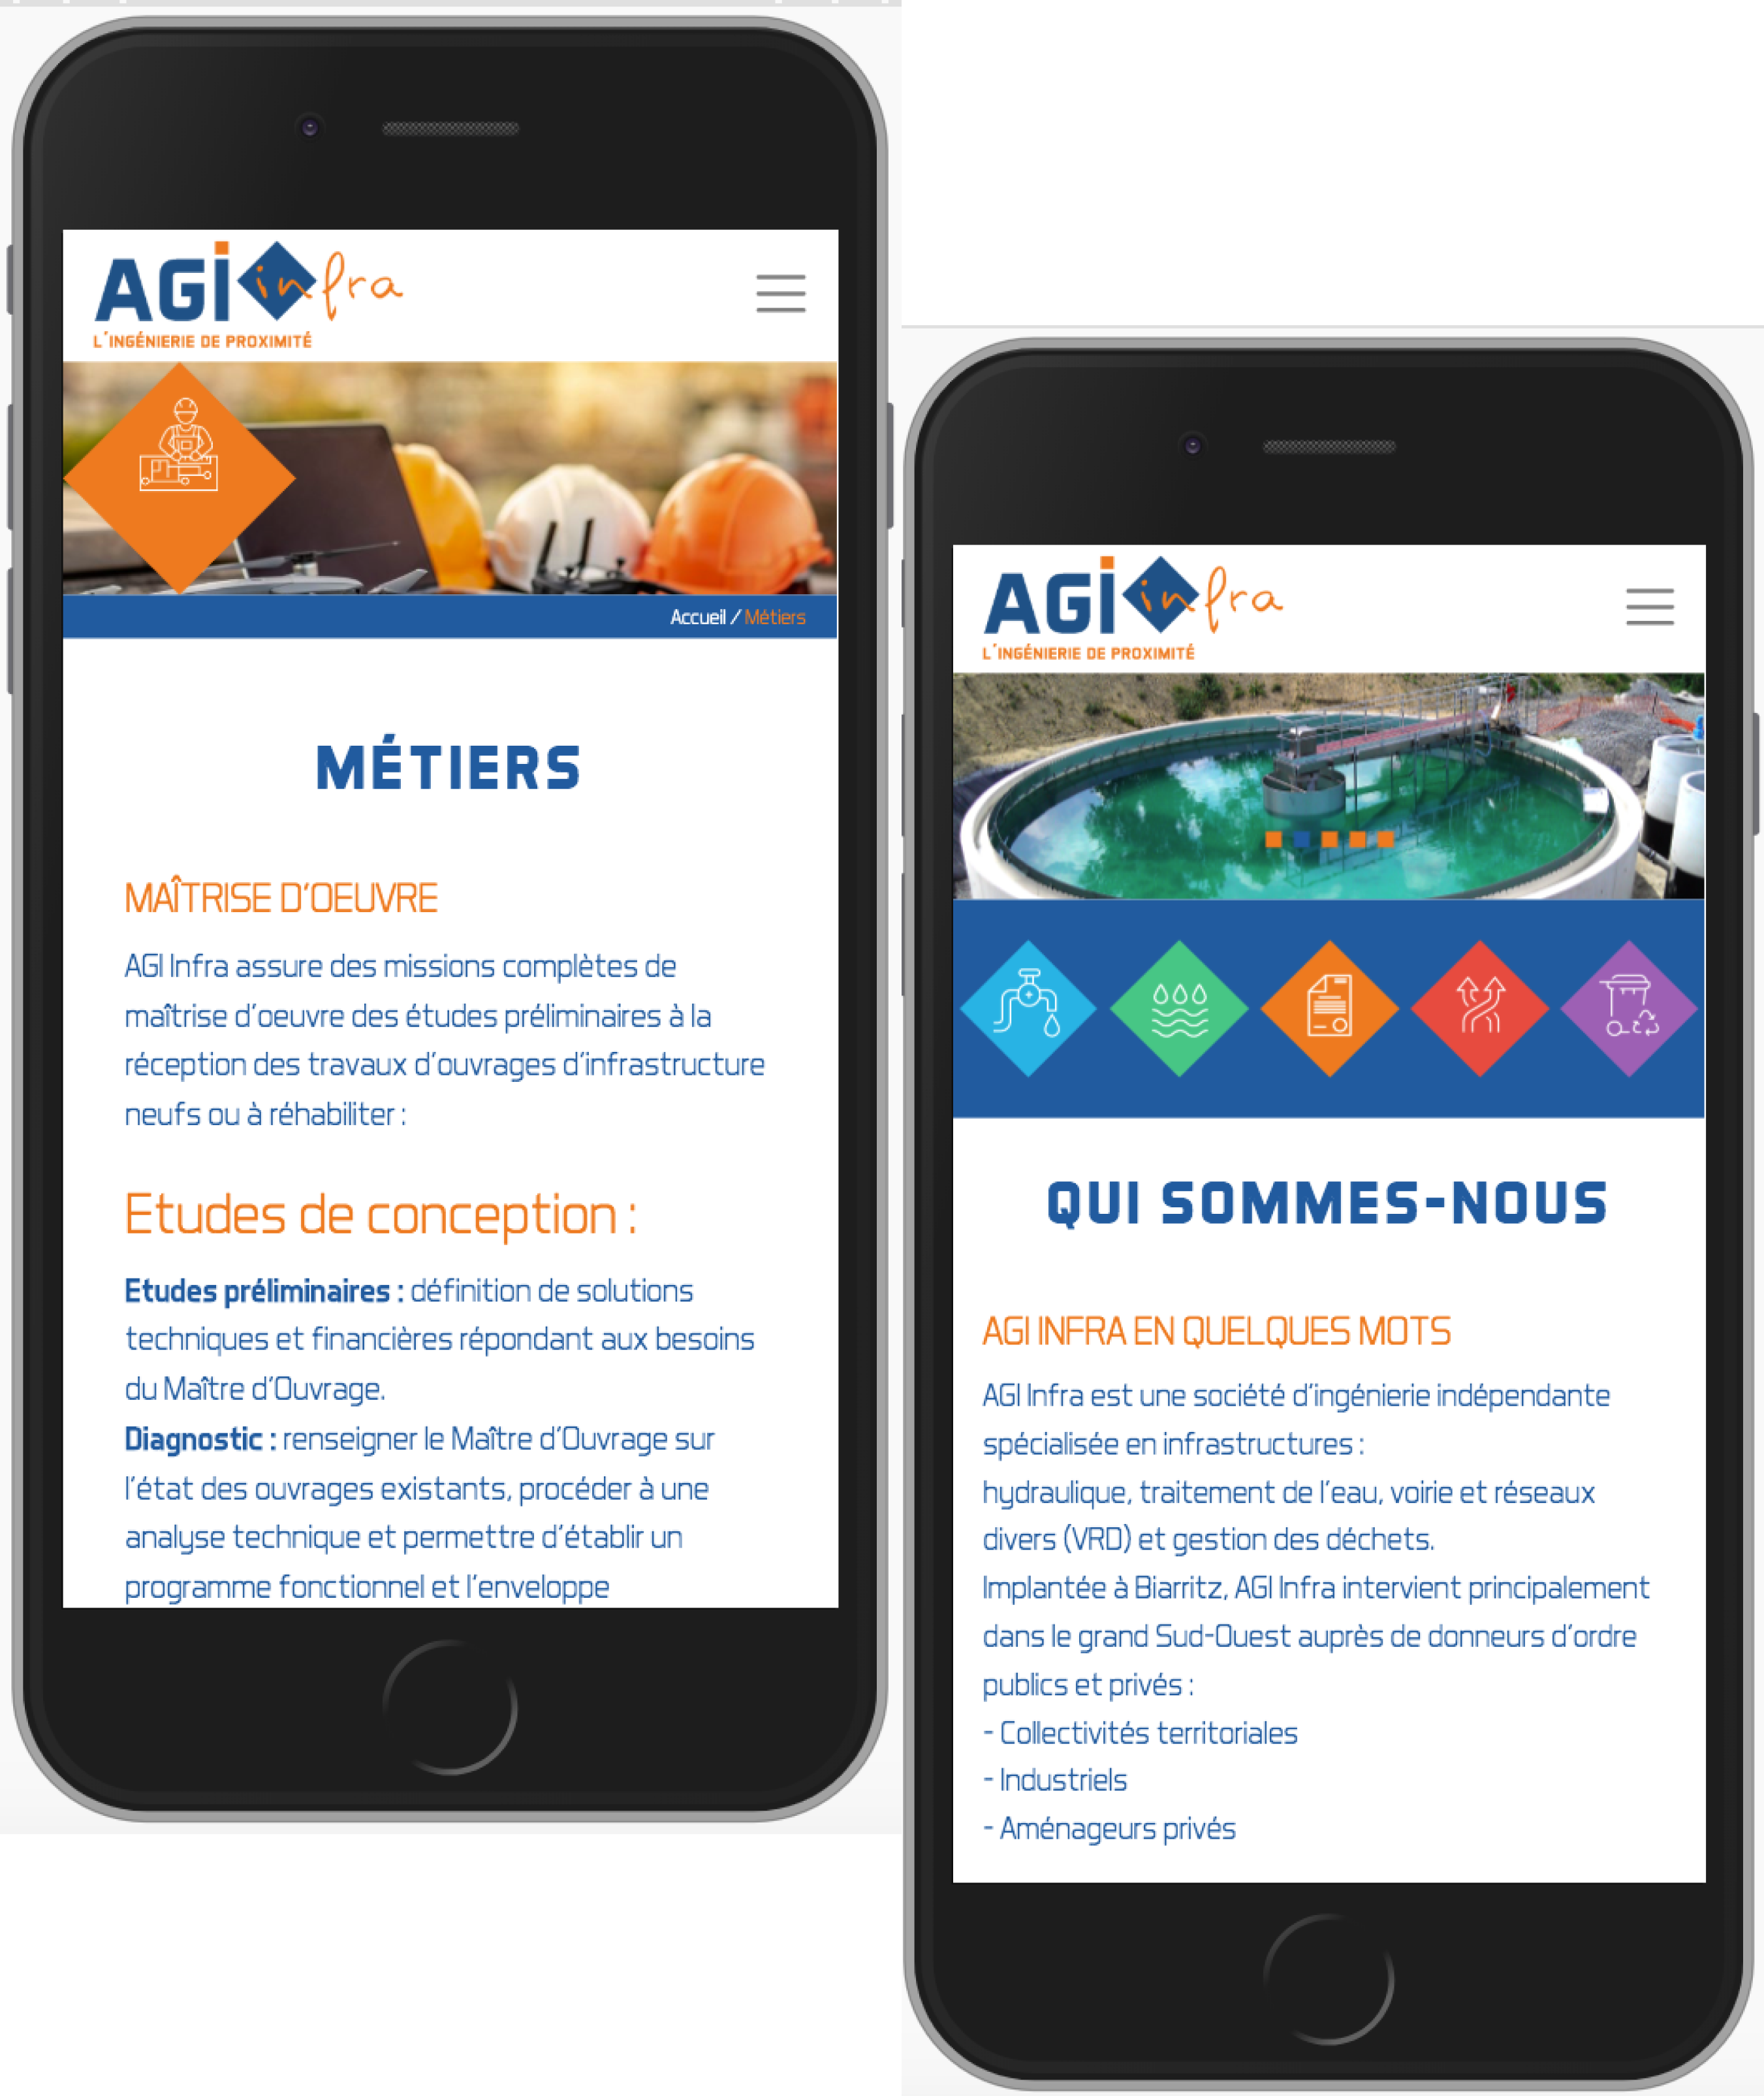 AGI infra
L'INGÉNIERIE DE PROXIMITÉ
Accueil / Métiers
MÉTIERS
MAÎTRISE D'OEUVRE
AGI Infra assure des missions complètes de
maîtrise d'oeuvre des études préliminaires à la
réception des travaux d'ouvrages d'infrastructure
neufs ou à réhabiliter :
Etudes de conception :
Etudes préliminaires : définition de solutions
techniques et financières répondant aux besoins
du Maître d'Ouvrage.
Diagnostic : renseigner le Maître d'Ouvrage sur
l'état des ouvrages existants, procéder à une
analyse technique et permettre d'établir un
programme fonctionnel et l'enveloppe
AGI infra
L'INGÉNIERIE DE PROXIMITÉ
QUI SOMMES-NOUS
AGI INFRA EN QUELQUES MOTS
AGI Infra est une société d'ingénierie indépendante
spécialisée en infrastructures :
hydraulique, traitement de l'eau, voirie et réseaux
divers (VRD) et gestion des déchets.
Implantée à Biarritz, AGI Infra intervient principalement
dans le grand Sud-Ouest auprès de donneurs d'ordre
publics et privés :
- Collectivités territoriales
- Industriels
- Aménageurs privés